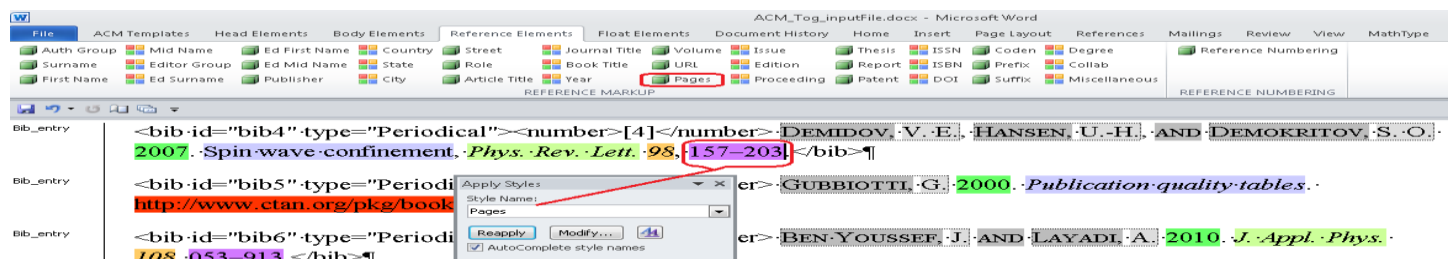 W ACM_Tog_inputFile.docx - Microsoft Word
File ACM Templates Head Elements Body Elements Reference Elements Float Elements Document History Home Insert Page Layout References Mailings Review View MathType
Auth Group Mid Name Ed First Name Country Street Journal Title Volume Issue Thesis ISSN Coden Degree Reference Numbering
Surname Editor Group Ed Mid Name State Role Book Title URL Edition Report ISBN Prefix Collab
First Name Ed Surname Publisher City Article Title Year Pages Proceeding Patent DOI Suffix Miscellaneous
REFERENCE MARKUP REFERENCE NUMBERING
Bib_entry <bib·id="bib4"·type="Periodical"><number>[4]</number>·DEMIDOV,·V.·E.,·HANSEN,·U.-H.,·AND·DEMOKRITOV,·S.·O.·
2007.·Spin·wave·confinement,·Phys.·Rev.·Lett.·98,·157–203</bib>¶
Bib_entry <bib·id="bib5"·type="Periodi er>·GUBBIOTTI,·G.·2000.·Publication·quality·tables.·
http://www.ctan.org/pkg/book
Apply Styles
Style Name:
Pages
Reapply Modify...
AutoComplete style names
Bib_entry <bib·id="bib6"·type="Periodi er>·BEN·YOUSSEF,·J.·AND·LAYADI,·A.·2010.·J.·Appl.·Phys.·
108,·053–913.</bib>¶